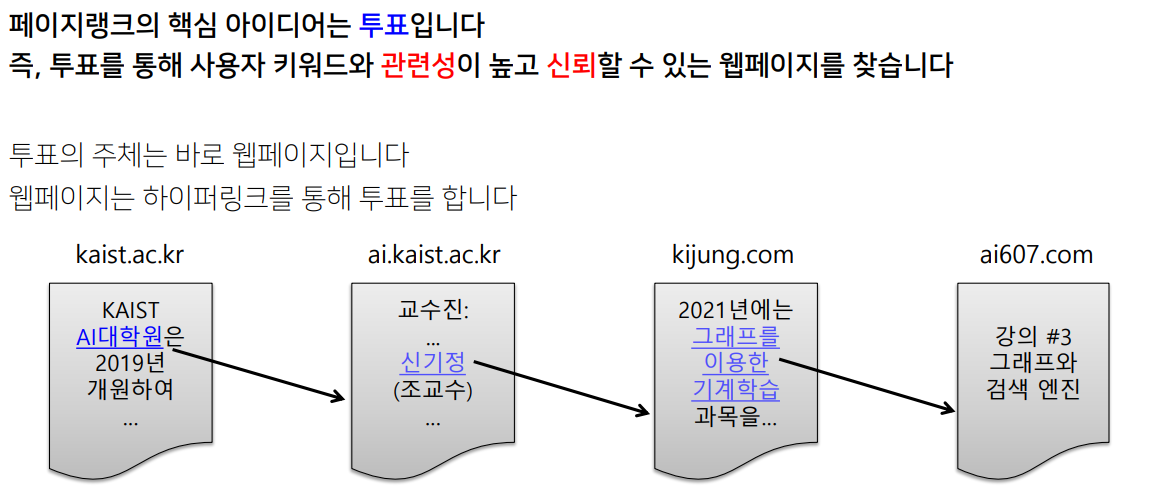 페이지랭크의 핵심 아이디어는 투표입니다
즉, 투표를 통해 사용자 키워드와 관련성이 높고 신뢰할 수 있는 웹페이지를 찾습니다
투표의 주체는 바로 웹페이지입니다
웹페이지는 하이퍼링크를 통해 투표를 합니다
kaist.ac.kr
KAIST
AI대학원은
2019년
개원하여
...
ai.kaist.ac.kr
교수진:
...
신기정
(조교수)
...
kijung.com
2021년에는
그래프를
이용한
기계학습
과목을...
ai607.com
강의 #3
그래프와
검색 엔진